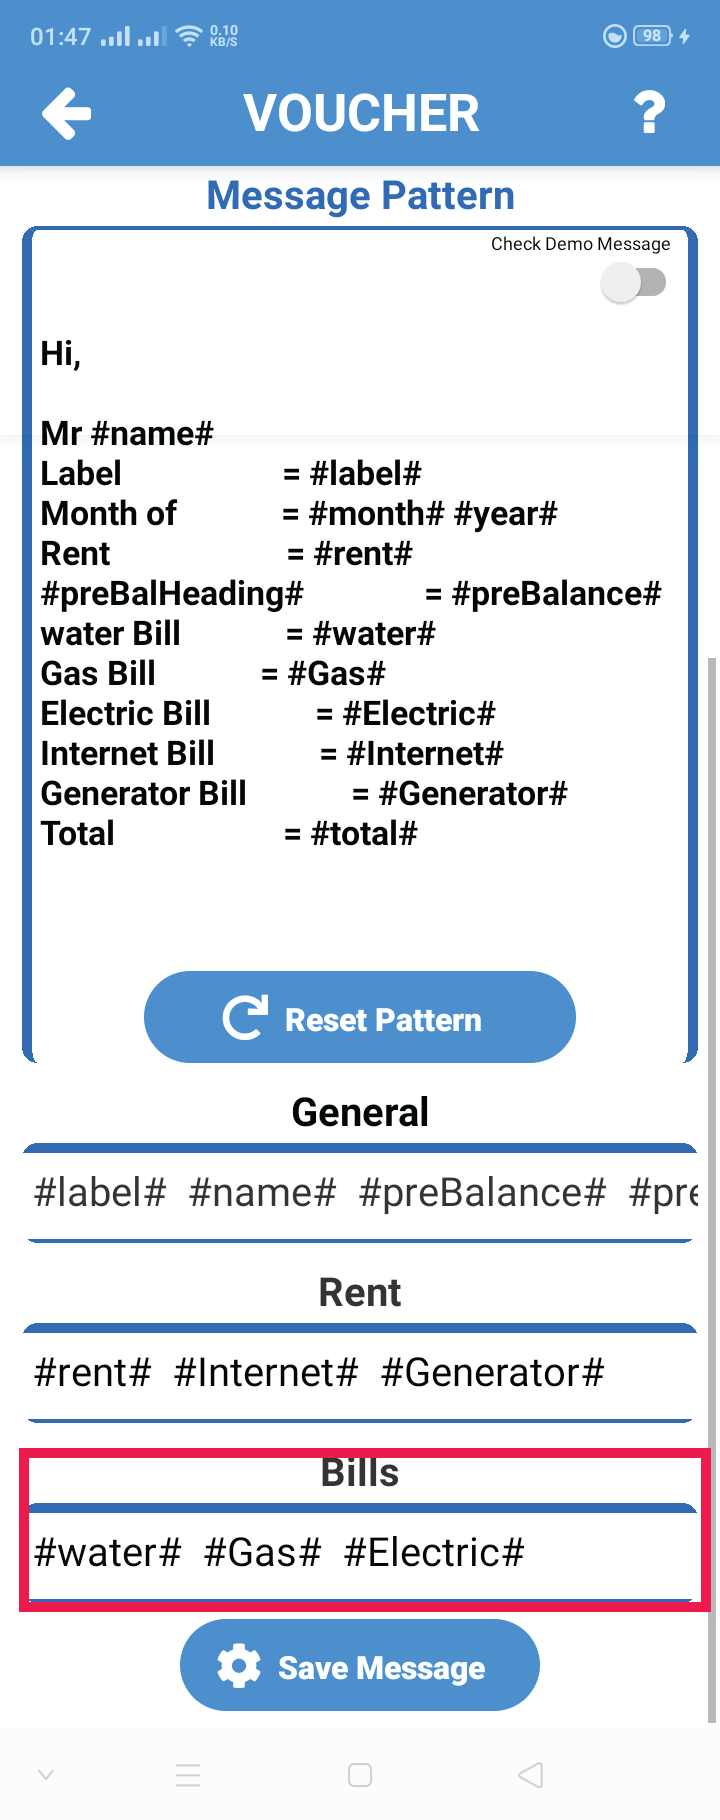 01:47 0.10 KB/S 98
VOUCHER ?
Message Pattern
Check Demo Message
Hi,
Mr #name#
Label = #label#
Month of = #month# #year#
Rent = #rent#
#preBalHeading# = #preBalance#
water Bill = #water#
Gas Bill = #Gas#
Electric Bill = #Electric#
Internet Bill = #Internet#
Generator Bill = #Generator#
Total = #total#
Reset Pattern
General
#label# #name# #preBalance# #pre
Rent
#rent# #Internet# #Generator#
Bills
#water# #Gas# #Electric#
Save Message